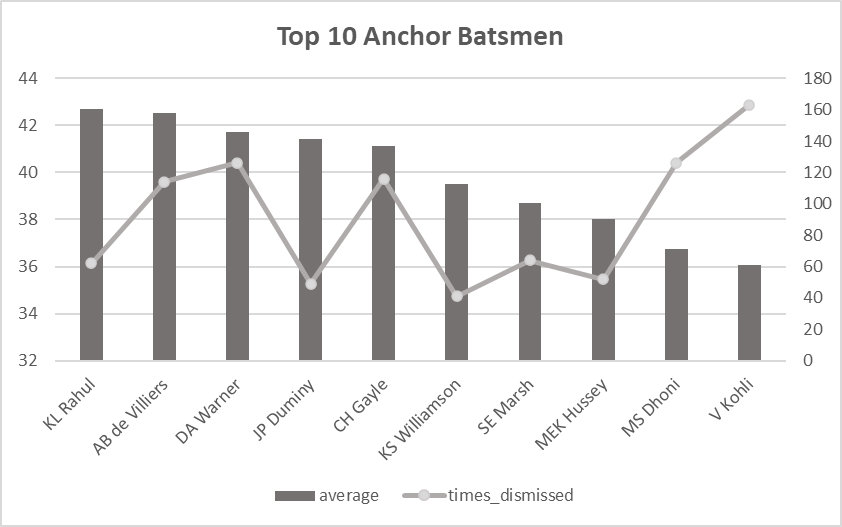 Top 10 Anchor Batsmen
44
42
40
38
36
34
32
180
160
140
120
100
80
60
40
20
0
KL Rahul
AB de Villiers
DA Warner
JP Duminy
CH Gayle
KS Williamson
SE Marsh
MEK Hussey
MS Dhoni
V Kohli
average
times_dismissed